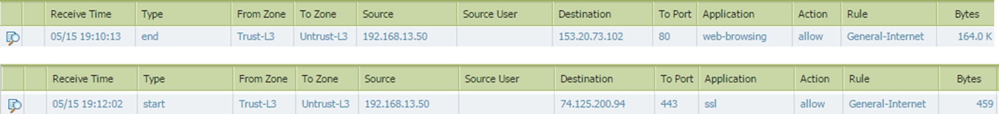 Receive Time Type From Zone To Zone Source Source User Destination To Port Application Action Rule Bytes
05/15 19:10:13 end Trust-L3 Untrust-L3 192.168.13.50 153.20.73.102 80 web-browsing allow General-Internet 164.0 K
Receive Time Type From Zone To Zone Source Source User Destination To Port Application Action Rule Bytes
05/15 19:12:02 start Trust-L3 Untrust-L3 192.168.13.50 74.125.200.94 443 ssl allow General-Internet 459